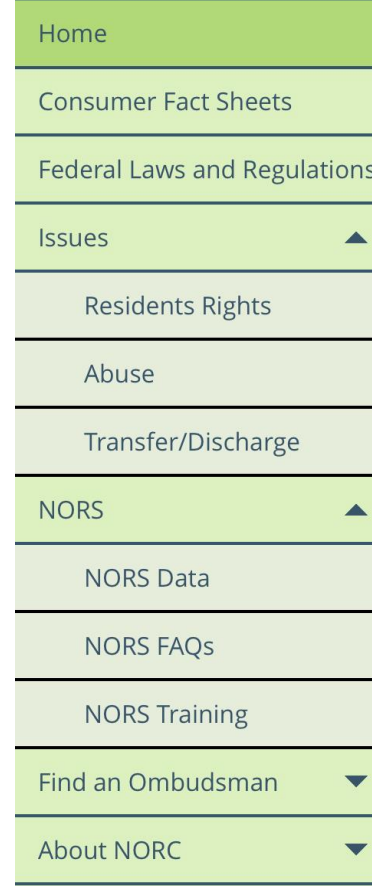 Home
Consumer Fact Sheets
Federal Laws and Regulations
Issues
Residents Rights
Abuse
Transfer/Discharge
NORS
NORS Data
NORS FAQs
NORS Training
Find an Ombudsman
About NORC